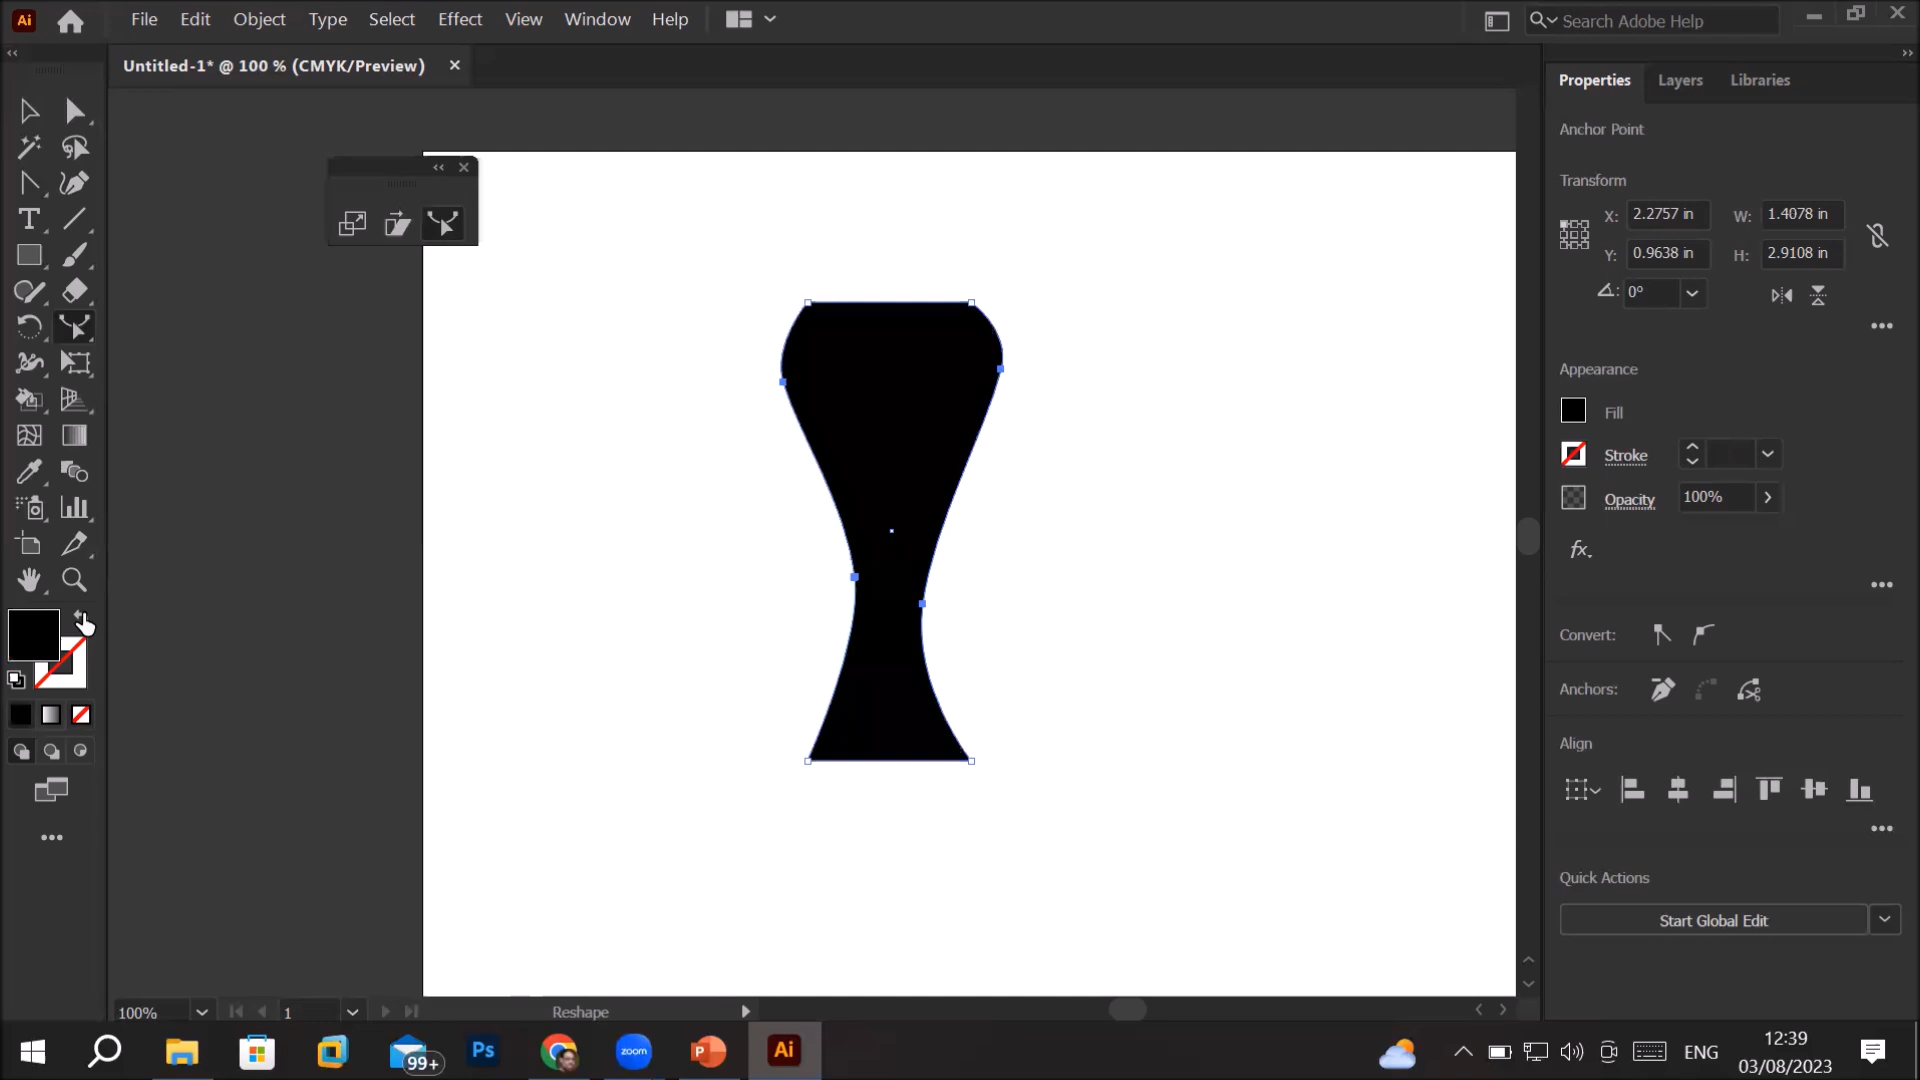 Ai File Edit Object Type Select Effect View Window Help Search Adobe Help
Untitled-1* @ 100 % (CMYK/Preview)
Properties Layers Libraries
Anchor Point
Transform
X: 2.2757 in W: 1.4078 in
Y: 0.9638 in H: 2.9108 in
0°
Appearance
Fill
Stroke
Opacity 100%
fx.
Convert:
Anchors:
Align
Quick Actions
Start Global Edit
100% 1 Reshape
99+ Ps zoom P Ai ENG 12:39
03/08/2023